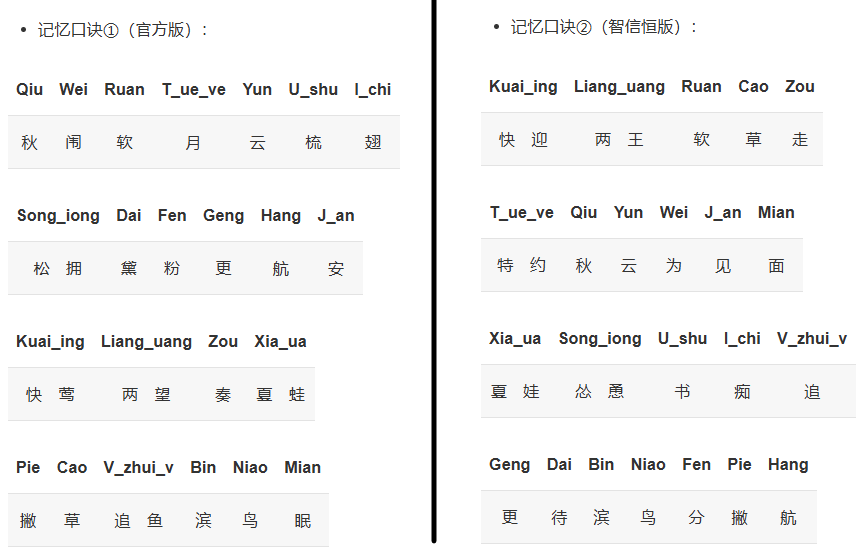 • 记忆口诀①（官方版）：
Qiu Wei Ruan T_ue_ve Yun U_shu I_chi
秋 闱 软 月 云 梳 翅
Song_iong Dai Fen Geng Hang J_an
松 拥 黛 粉 更 航 安
Kuai_ing Liang_uang Zou Xia_ua
快 莺 两 望 奏 夏 蛙
Pie Cao V_zhui_v Bin Niao Mian
撇 草 追 鱼 滨 鸟 眠
• 记忆口诀②（智信恒版）：
Kuai_ing Liang_uang Ruan Cao Zou
快 迎 两 王 软 草 走
T_ue_ve Qiu Yun Wei J_an Mian
特 约 秋 云 为 见 面
Xia_ua Song_iong U_shu I_chi V_zhui_v
夏 娃 怂 恿 书 痴 追
Geng Dai Bin Niao Fen Pie Hang
更 待 滨 鸟 分 撇 航